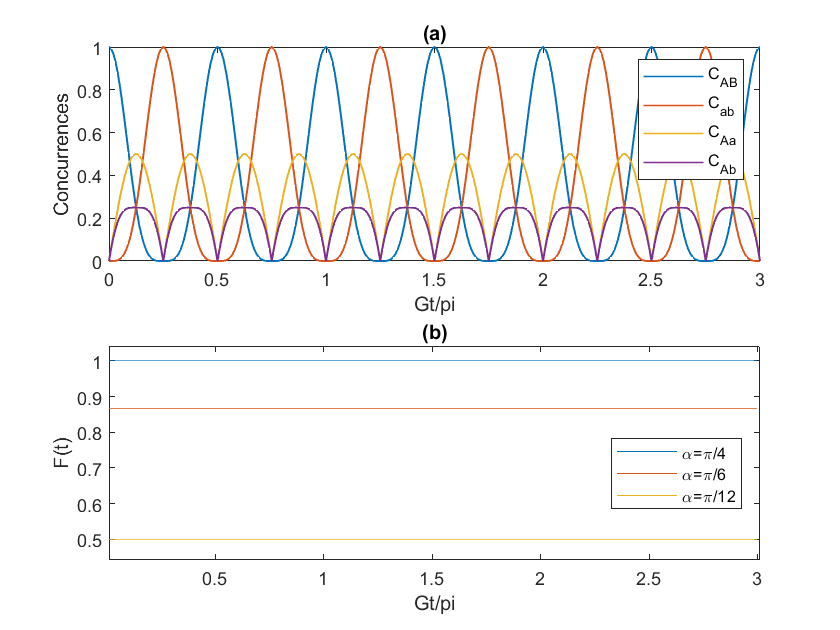 (a)
Concurrences
1
0.8
0.6
0.4
0.2
0
C_AB
C_ab
C_Aa
C_Ab
0
0.5
1
1.5
2
2.5
3
Gt/pi
(b)
F(t)
1
0.9
0.8
0.7
0.6
0.5
α=π/4
α=π/6
α=π/12
0.5
1
1.5
2
2.5
3
Gt/pi